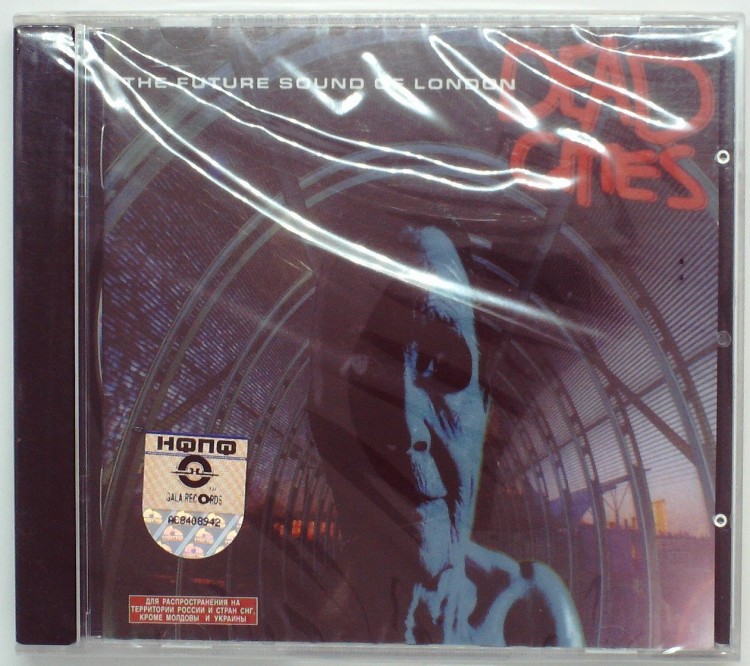 THE FUTURE SOUND OF LONDON
DEAD
CITIES
НФПФ
GALA RECORDS
AC8408942
ДЛЯ РАСПРОСТРАНЕНИЯ НА
ТЕРРИТОРИИ РОССИИ И СТРАН СНГ,
КРОМЕ МОЛДОВЫ И УКРАИНЫ